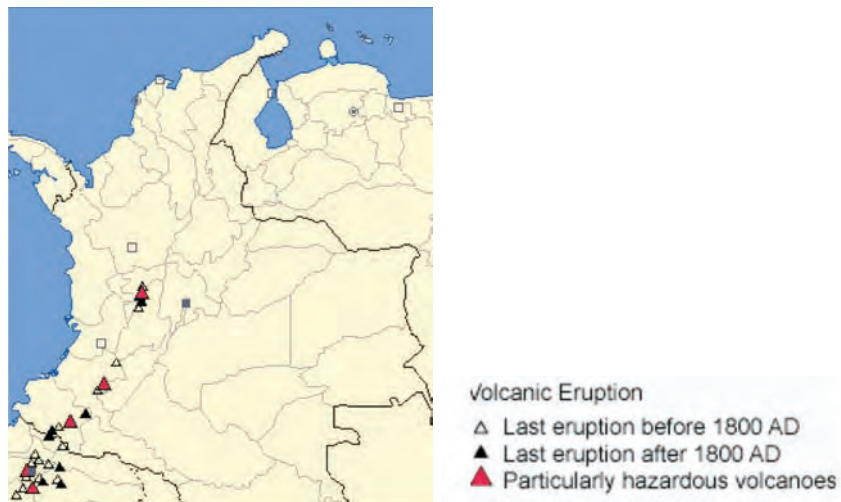 Volcanic Eruption
Last eruption before 1800 AD
Last eruption after 1800 AD
Particularly hazardous volcanoes